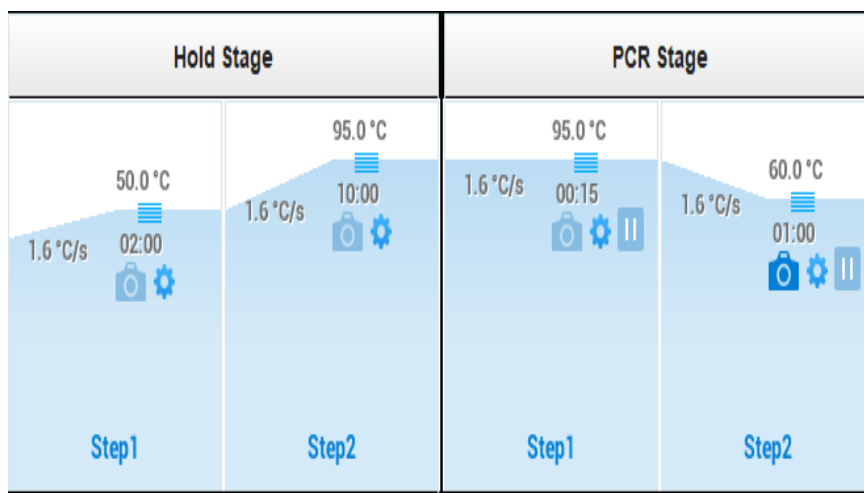 Hold Stage
PCR Stage
50.0 °C
1.6 °C/s
02:00
Step1
95.0 °C
1.6 °C/s
10:00
Step2
95.0 °C
1.6 °C/s
00:15
Step1
60.0 °C
1.6 °C/s
01:00
Step2